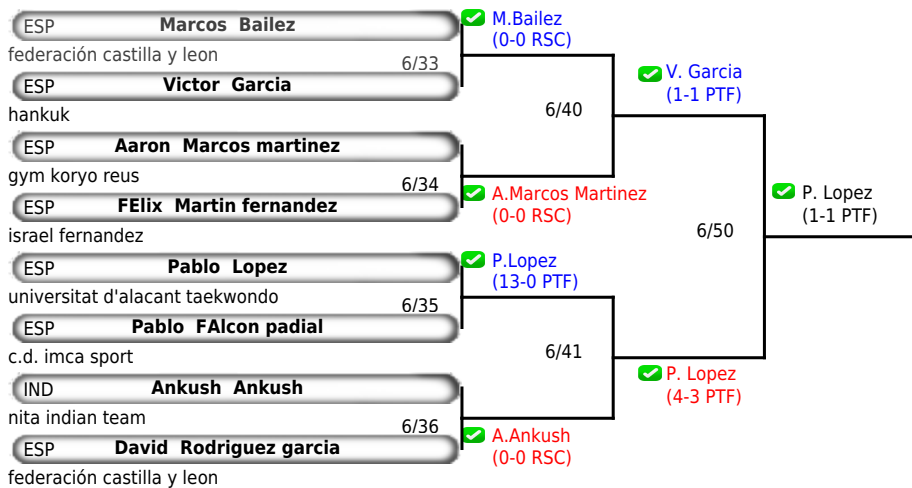 ESP Marcos Bailez
federación castilla y leon
6/33
ESP Victor Garcia
hankuk
ESP Aaron Marcos martinez
gym koryo reus
6/34
ESP FElix Martin fernandez
israel fernandez
ESP Pablo Lopez
universitat d'alacant taekwondo
6/35
ESP Pablo FAlcon padial
c.d. imca sport
IND Ankush Ankush
nita indian team
6/36
ESP David Rodriguez garcia
federación castilla y leon
M.Bailez
(0-0 RSC)
6/40
A.Marcos Martinez
(0-0 RSC)
P.Lopez
(13-0 PTF)
6/41
A.Ankush
(0-0 RSC)
V. Garcia
(1-1 PTF)
6/50
P. Lopez
(4-3 PTF)
P. Lopez
(1-1 PTF)